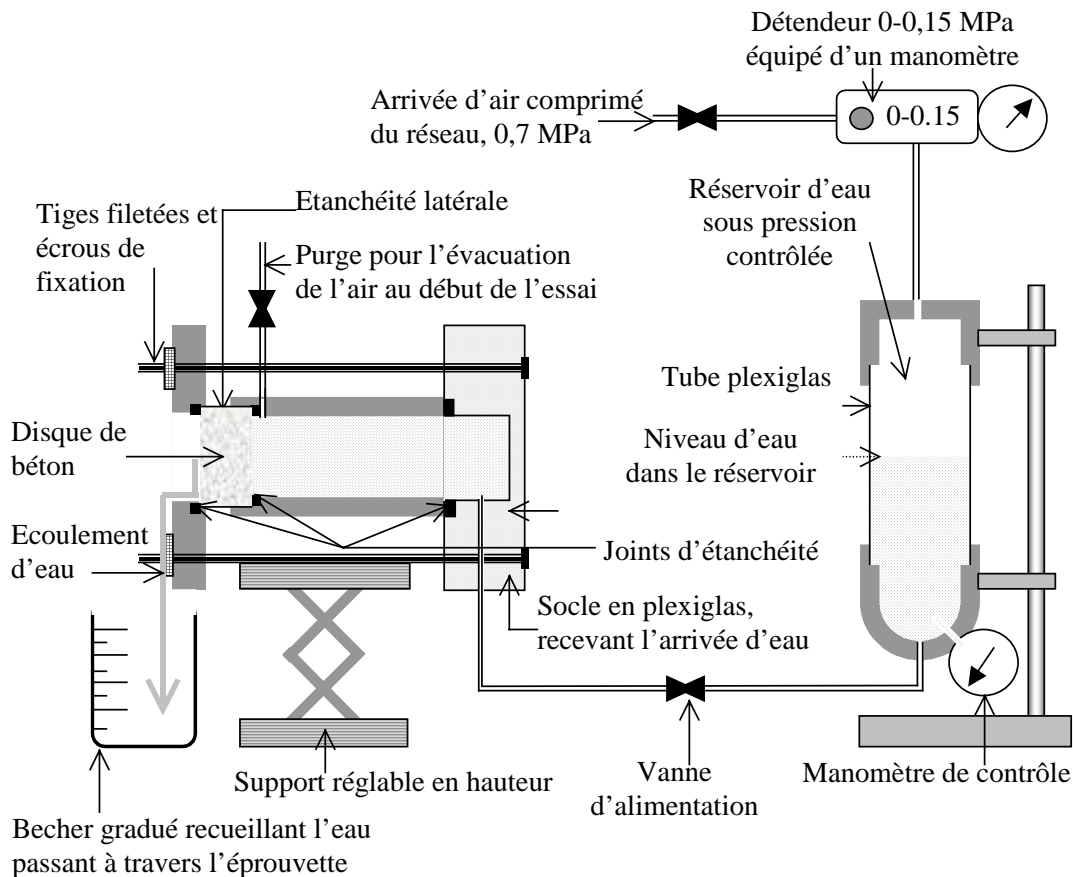 Détendeur 0-0,15 MPa
équipé d’un manomètre
Arrivée d’air comprimé
du réseau, 0,7 MPa
0-0.15
Tiges filetées et
écrous de
fixation
Etanchéité latérale
Purge pour l’évacuation
de l’air au début de l’essai
Réservoir d’eau
sous pression
contrôlée
Tube plexiglas
Disque de
béton
Niveau d’eau
dans le réservoir
Ecoulement
d’eau
Joints d’étanchéité
Socle en plexiglas,
recevant l’arrivée d’eau
Support réglable en hauteur
Vanne
d’alimentation
Manomètre de contrôle
Becher gradué recueillant l’eau
passant à travers l’éprouvette